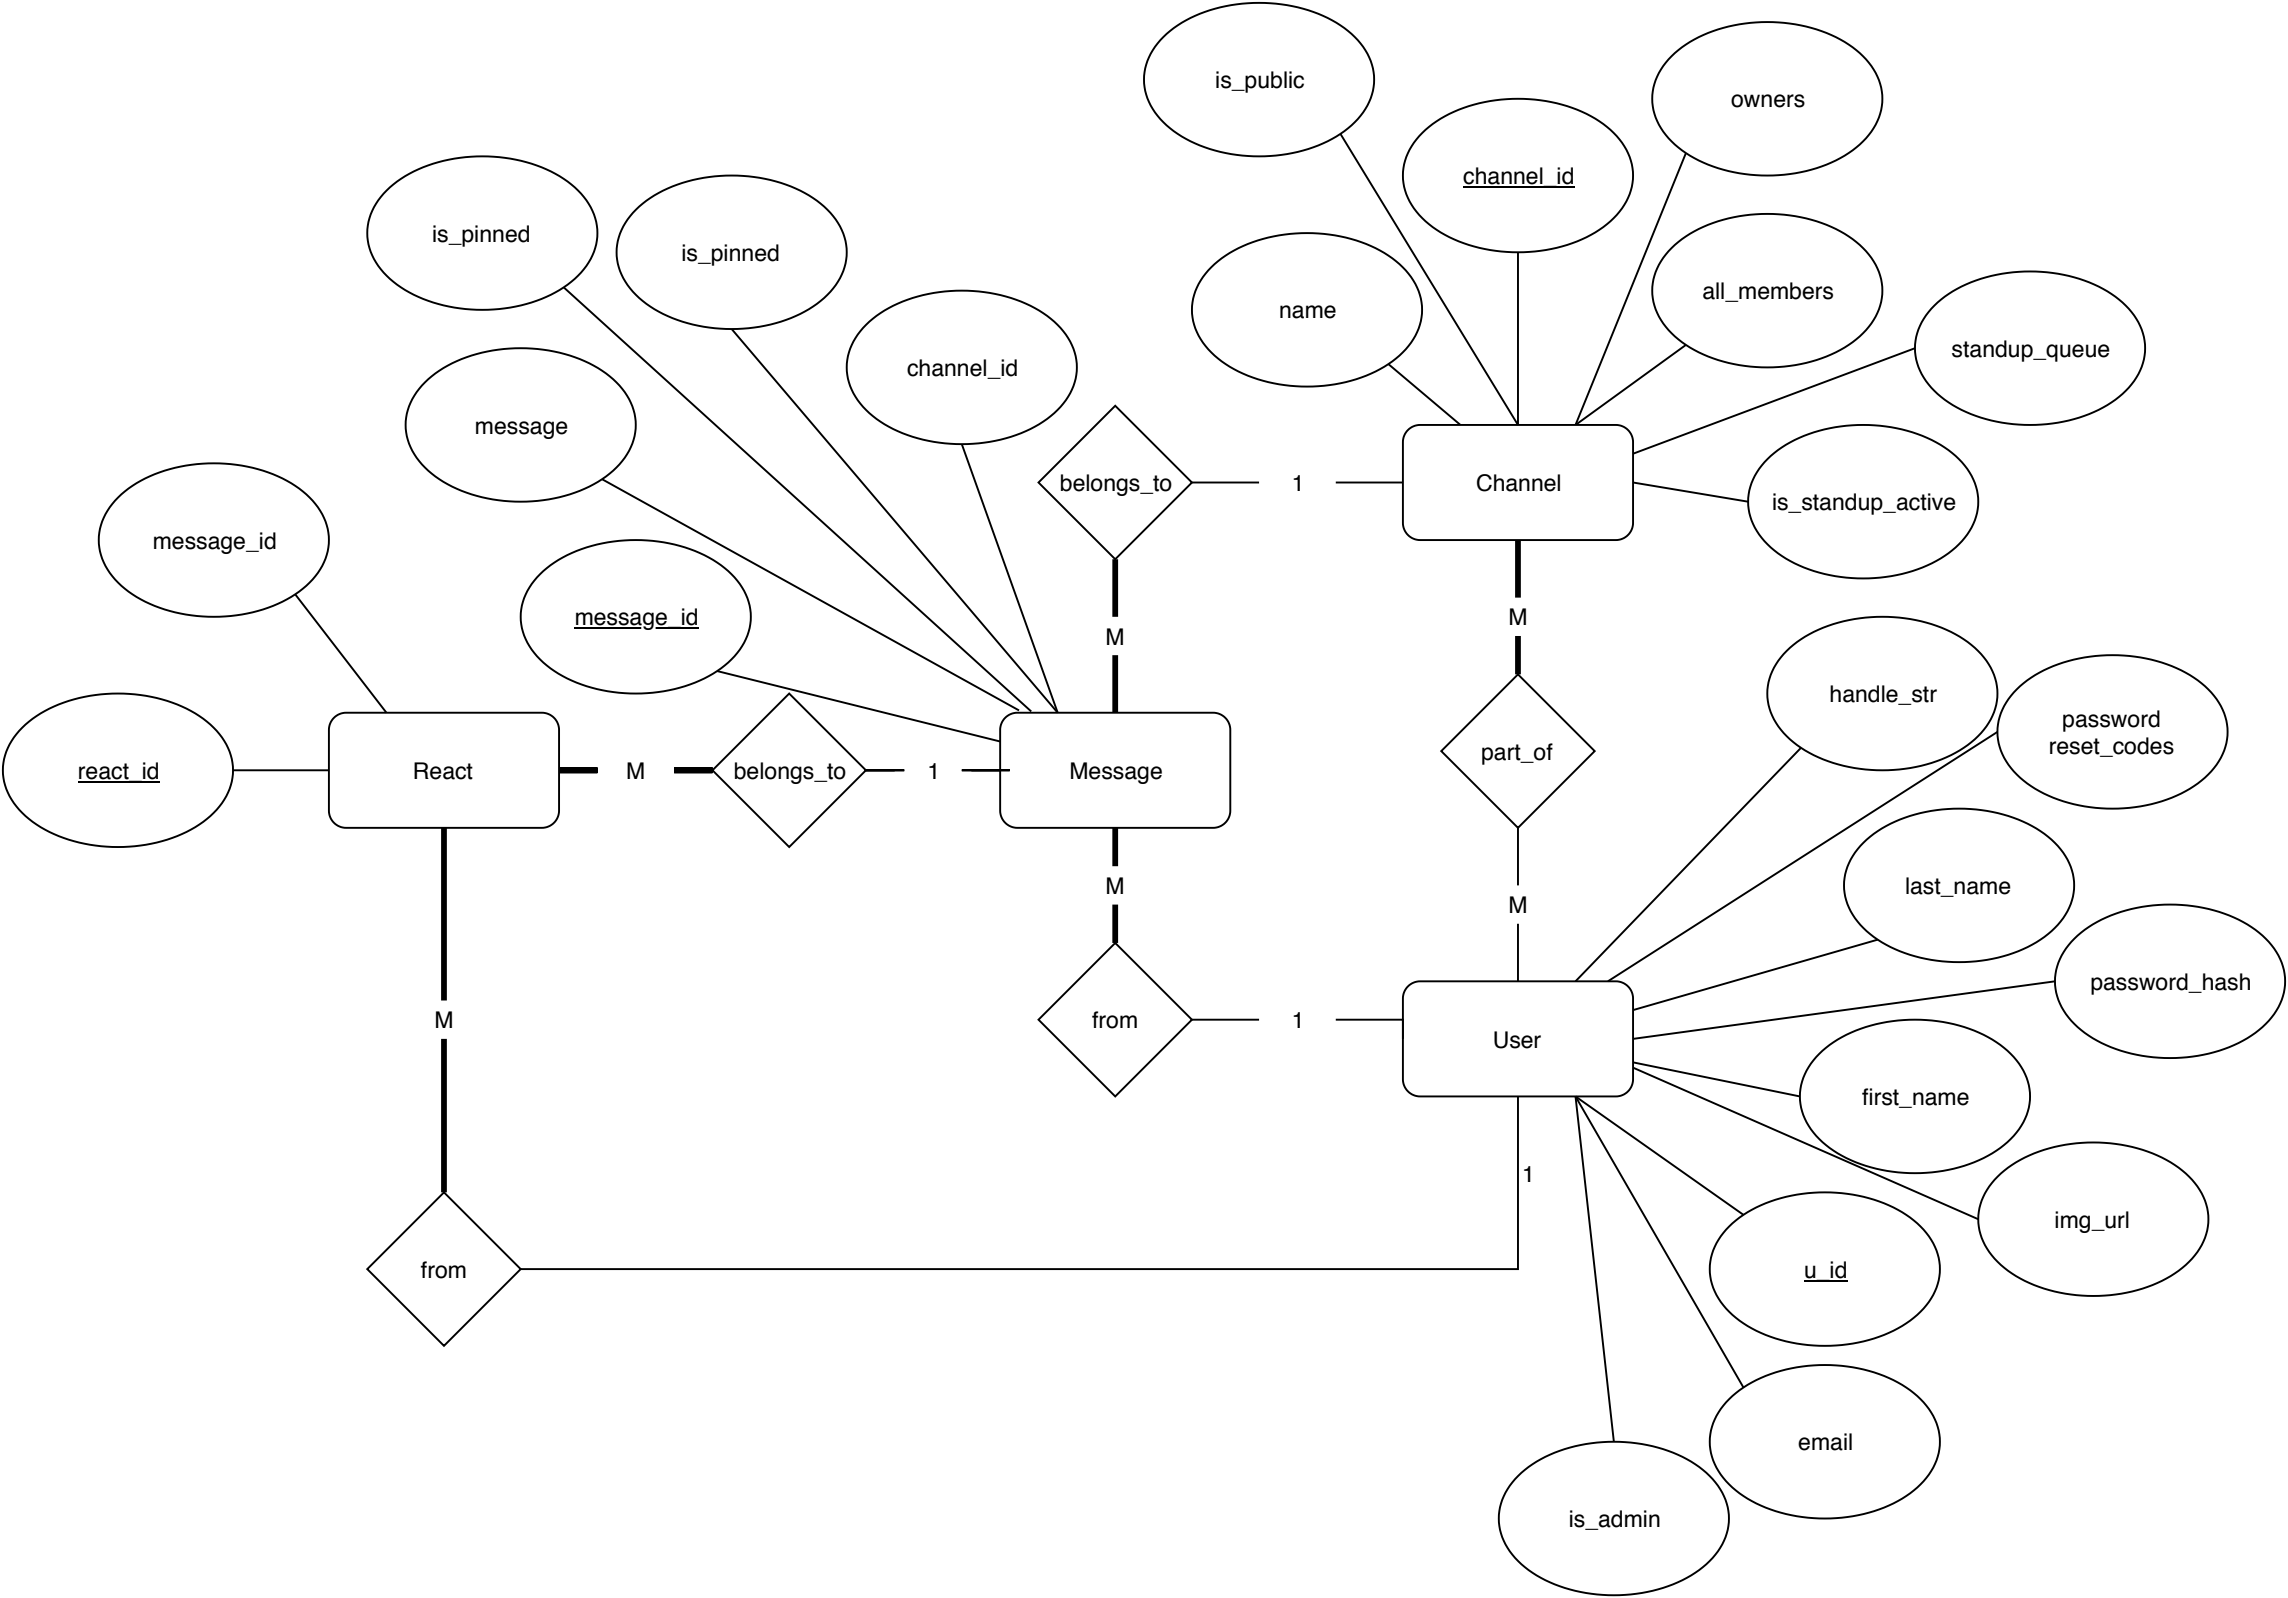 is_public
owners
channel_id
is_pinned
is_pinned
all_members
name
standup_queue
channel_id
message
belongs_to
1
Channel
is_standup_active
message_id
message_id
M
M
handle_str
password
reset_codes
part_of
react_id
React
M
belongs_to
1
Message
M
M
last_name
password_hash
M
from
1
User
first_name
1
img_url
from
u_id
email
is_admin